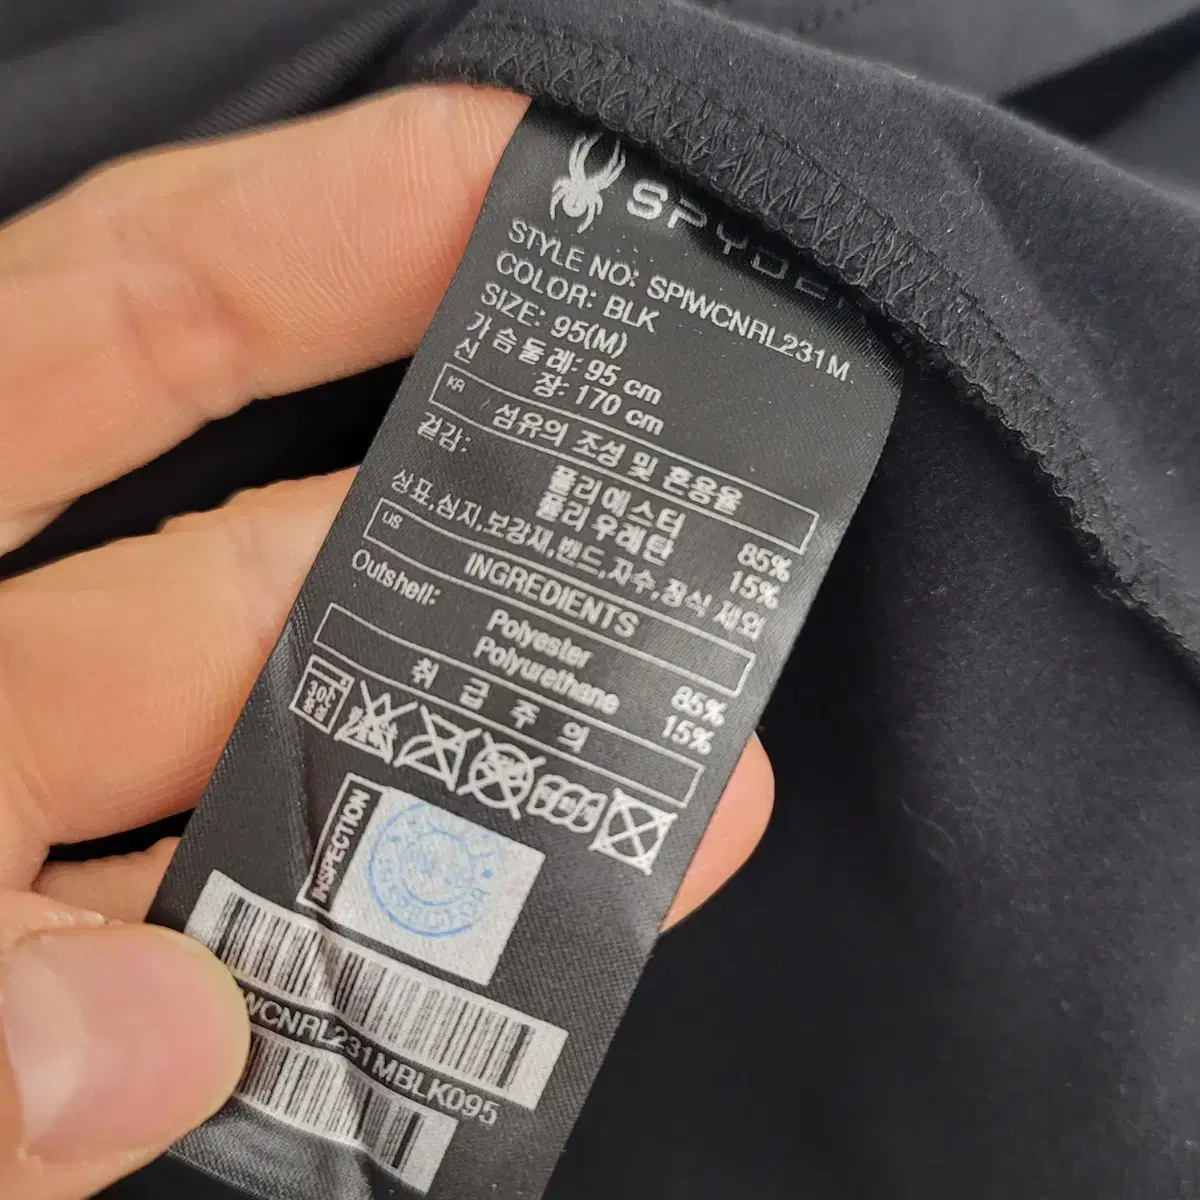 SPYDER
STYLE NO: SPIWCNRL231M
COLOR: BLK
SIZE: 95(M)
가슴둘레: 95 cm
신 장: 170 cm
KR 섬유의 조성 및 혼용율
겉감: 폴리에스터 85%
폴리우레탄 15%
상표,심지,보강재,밴드,자수,장식 제외
US INGREDIENTS
Outshell: Polyester 85%
Polyurethane 15%
취 급 주 의
INSPECTION
WCNRL231MBLK095